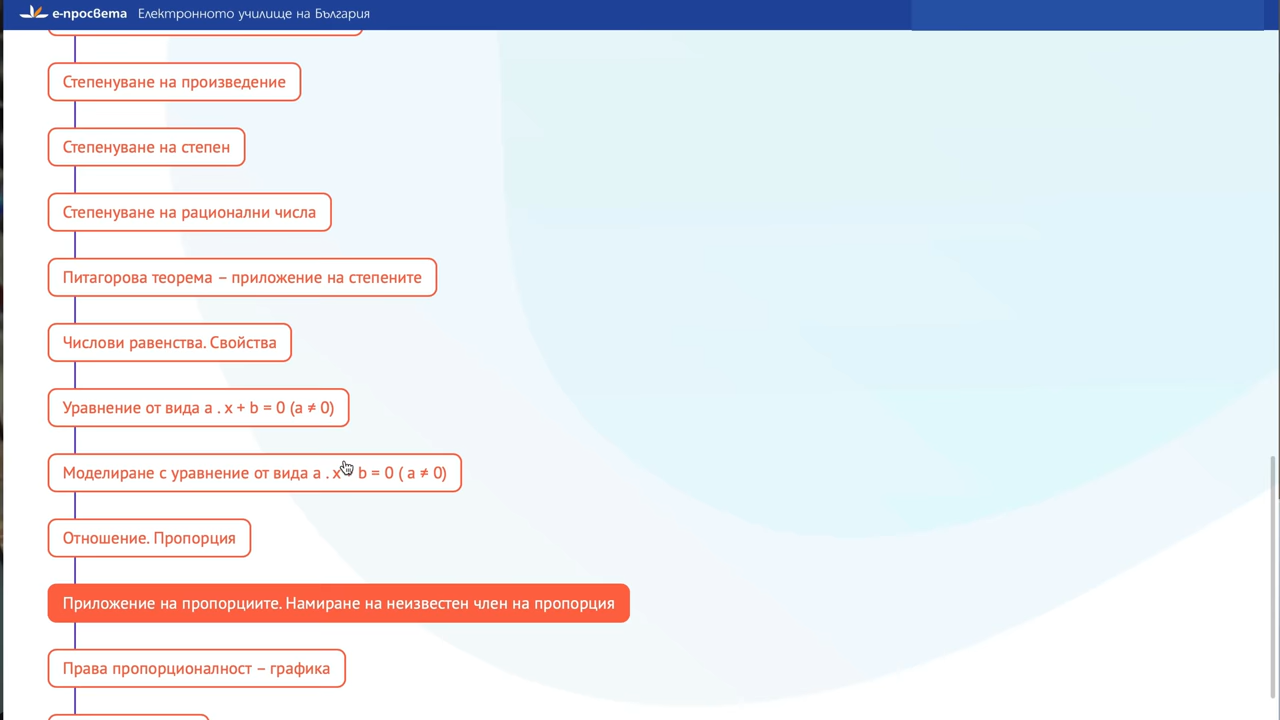 е-просвета Електронното училище на България
Степенуване на произведение
Степенуване на степен
Степенуване на рационални числа
Питагорова теорема – приложение на степените
Числови равенства. Свойства
Уравнение от вида a . x + b = 0 (a ≠ 0)
Моделиране с уравнение от вида a . x b = 0 ( a ≠ 0)
Отношение. Пропорция
Приложение на пропорциите. Намиране на неизвестен член на пропорция
Права пропорционалност – графика